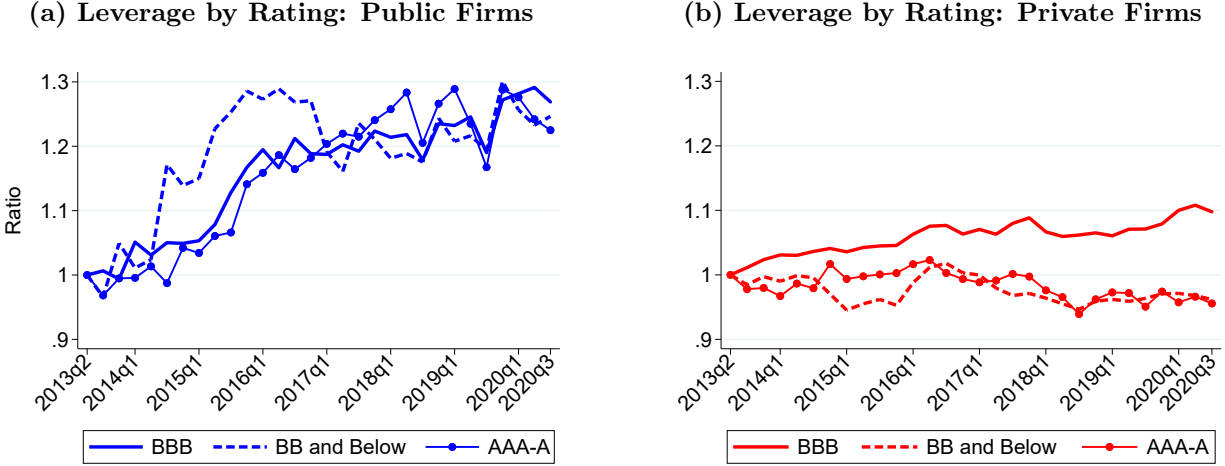 (a) Leverage by Rating: Public Firms
Ratio
1.3
1.2
1.1
1
.9
2013q2
2014q1
2015q1
2016q1
2017q1
2018q1
2019q1
2020q1
2020q3
BBB
BB and Below
AAA-A
(b) Leverage by Rating: Private Firms
1.3
1.2
1.1
1
.9
2013q2
2014q1
2015q1
2016q1
2017q1
2018q1
2019q1
2020q1
2020q3
BBB
BB and Below
AAA-A